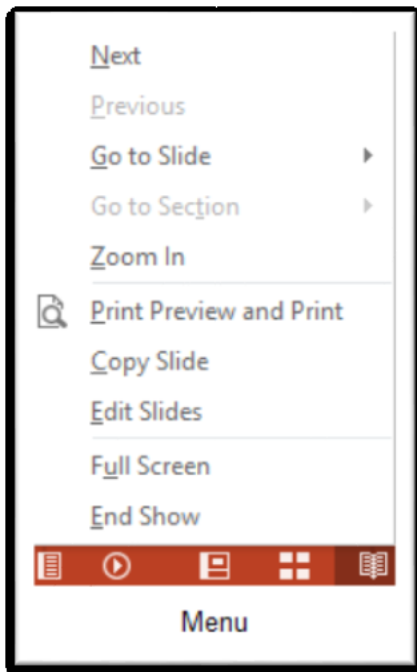 Next
Previous
Go to Slide
Go to Section
Zoom In
Print Preview and Print
Copy Slide
Edit Slides
Full Screen
End Show
Menu